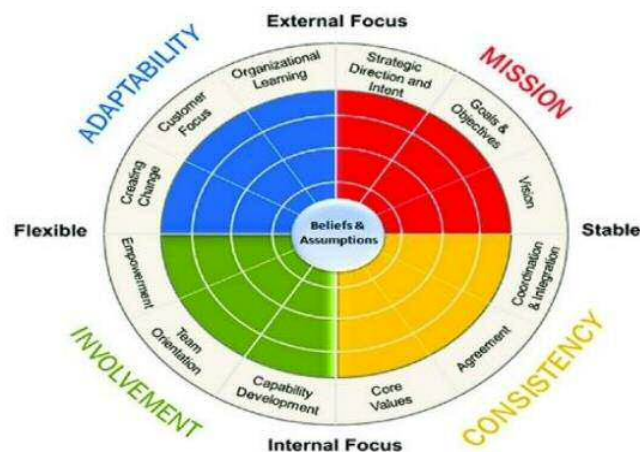 External Focus
ADAPTABILITY
MISSION
Organizational
Learning
Strategic
Direction and
Intent
Customer
Focus
Goals &
Objectives
Creating
Change
Vision
Flexible
Beliefs &
Assumptions
Stable
Empowerment
Coordination
& Integration
Team
Orientation
Agreement
Capability
Development
Core
Values
INVOLVEMENT
CONSISTENCY
Internal Focus